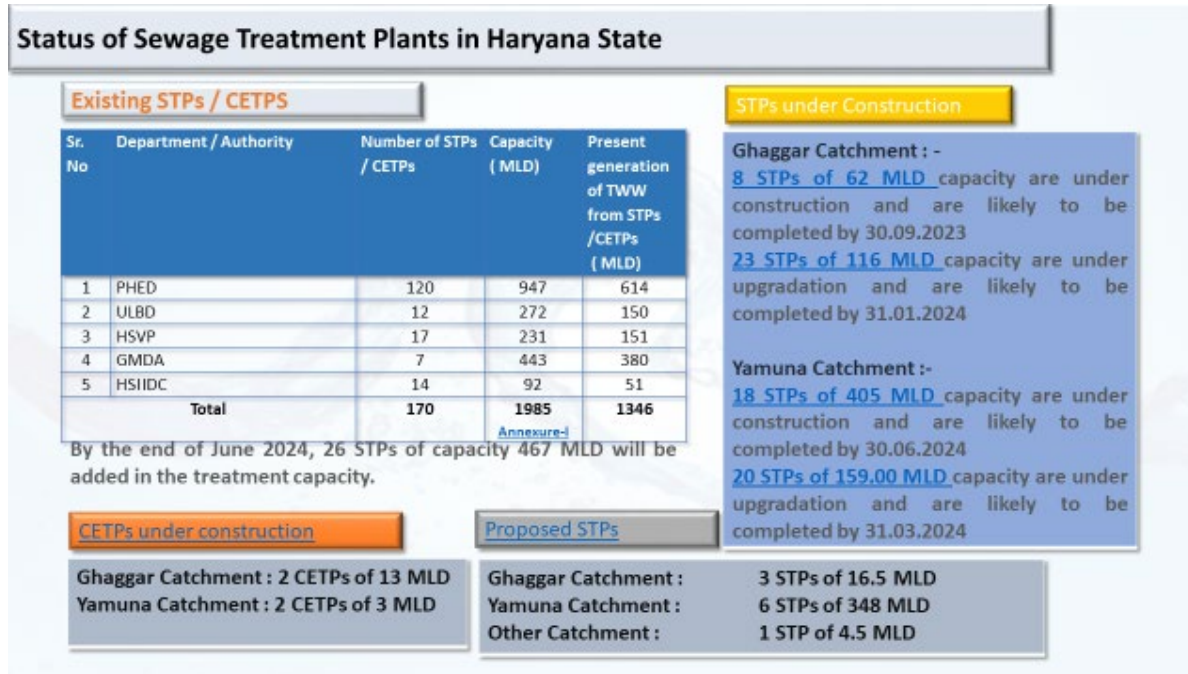 Status of Sewage Treatment Plants in Haryana State
Existing STPs / CETPS
Sr. No | Department / Authority | Number of STPs / CETPs | Capacity ( MLD) | Present generation of TWW from STPs /CETPs ( MLD)
1 PHED 120 947 614
2 ULBD 12 272 150
3 HSVP 17 231 151
4 GMDA 7 443 380
5 HSIIDC 14 92 51
Total 170 1985 1346
Annexure-I
By the end of June 2024, 26 STPs of capacity 467 MLD will be
added in the treatment capacity.
CETPs under construction
Ghaggar Catchment : 2 CETPs of 13 MLD
Yamuna Catchment : 2 CETPs of 3 MLD
Proposed STPs
Ghaggar Catchment : 3 STPs of 16.5 MLD
Yamuna Catchment : 6 STPs of 348 MLD
Other Catchment : 1 STP of 4.5 MLD
STPs under Construction
Ghaggar Catchment : -
8 STPs of 62 MLD capacity are under
construction and are likely to be
completed by 30.09.2023
23 STPs of 116 MLD capacity are under
upgradation and are likely to be
completed by 31.01.2024
Yamuna Catchment :-
18 STPs of 405 MLD capacity are under
construction and are likely to be
completed by 30.06.2024
20 STPs of 159.00 MLD capacity are under
upgradation and are likely to be
completed by 31.03.2024